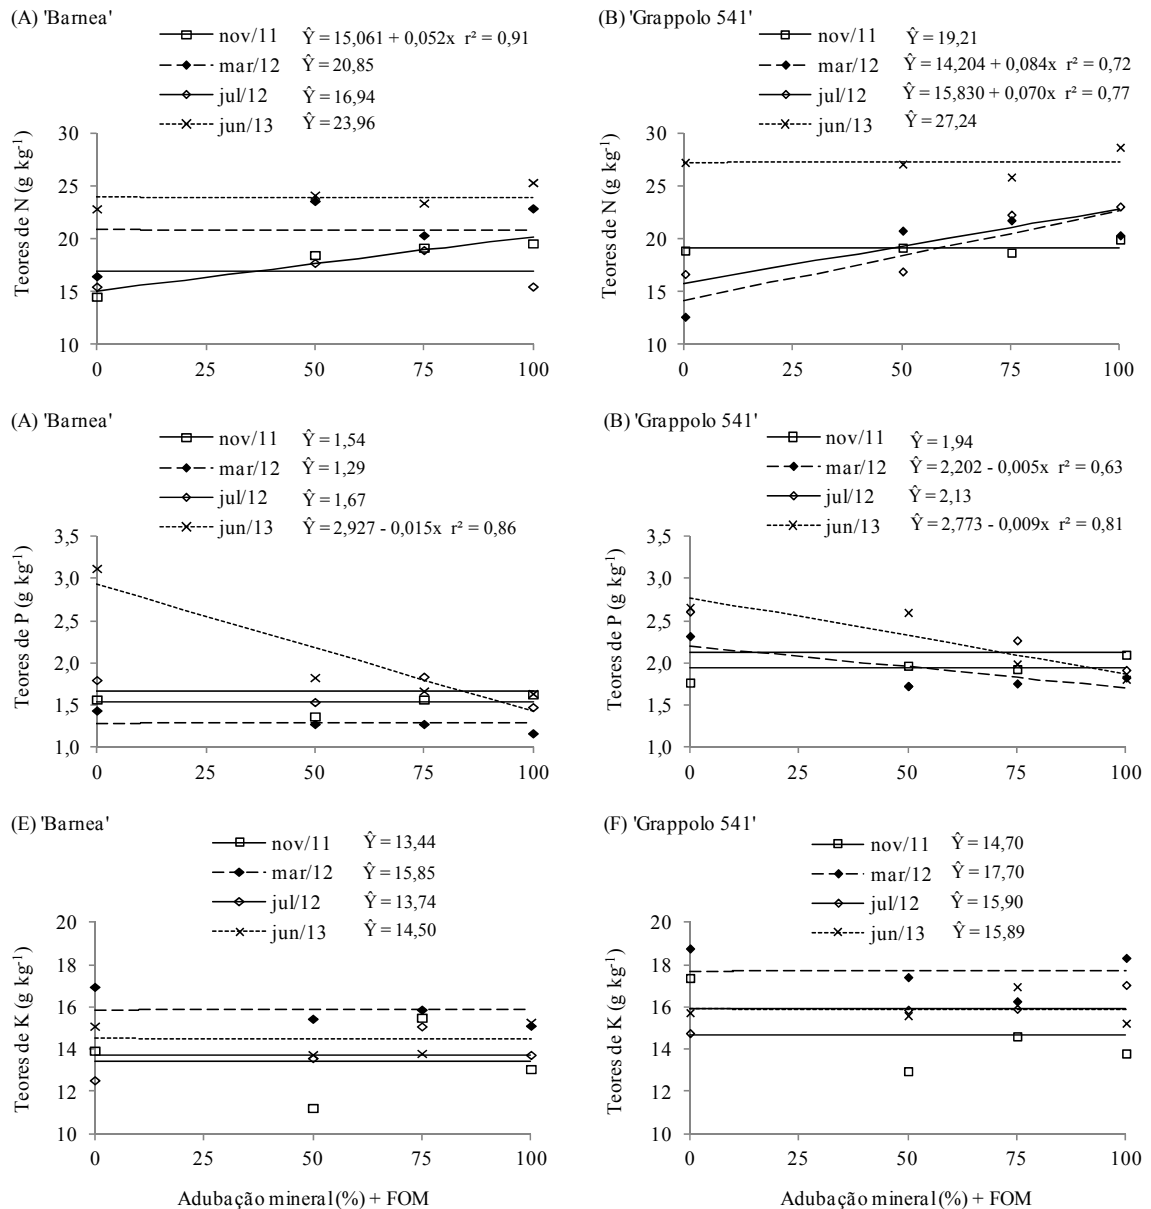 (A) 'Barnea'
nov/11 Ŷ = 15,061 + 0,052x r² = 0,91
mar/12 Ŷ = 20,85
jul/12 Ŷ = 16,94
jun/13 Ŷ = 23,96
Teores de N (g kg⁻¹)
30
25
20
15
10
0 25 50 75 100
(B) 'Grappolo 541'
nov/11 Ŷ = 19,21
mar/12 Ŷ = 14,204 + 0,084x r² = 0,72
jul/12 Ŷ = 15,830 + 0,070x r² = 0,77
jun/13 Ŷ = 27,24
Teores de N (g kg⁻¹)
30
25
20
15
10
0 25 50 75 100
(A) 'Barnea'
nov/11 Ŷ = 1,54
mar/12 Ŷ = 1,29
jul/12 Ŷ = 1,67
jun/13 Ŷ = 2,927 - 0,015x r² = 0,86
Teores de P (g kg⁻¹)
3,5
3,0
2,5
2,0
1,5
1,0
0 25 50 75 100
(B) 'Grappolo 541'
nov/11 Ŷ = 1,94
mar/12 Ŷ = 2,202 - 0,005x r² = 0,63
jul/12 Ŷ = 2,13
jun/13 Ŷ = 2,773 - 0,009x r² = 0,81
Teores de P (g kg⁻¹)
3,5
3,0
2,5
2,0
1,5
1,0
0 25 50 75 100
(E) 'Barnea'
nov/11 Ŷ = 13,44
mar/12 Ŷ = 15,85
jul/12 Ŷ = 13,74
jun/13 Ŷ = 14,50
Teores de K (g kg⁻¹)
20
18
16
14
12
10
0 25 50 75 100
Adubação mineral (%) + FOM
(F) 'Grappolo 541'
nov/11 Ŷ = 14,70
mar/12 Ŷ = 17,70
jul/12 Ŷ = 15,90
jun/13 Ŷ = 15,89
Teores de K (g kg⁻¹)
20
18
16
14
12
10
0 25 50 75 100
Adubação mineral (%) + FOM